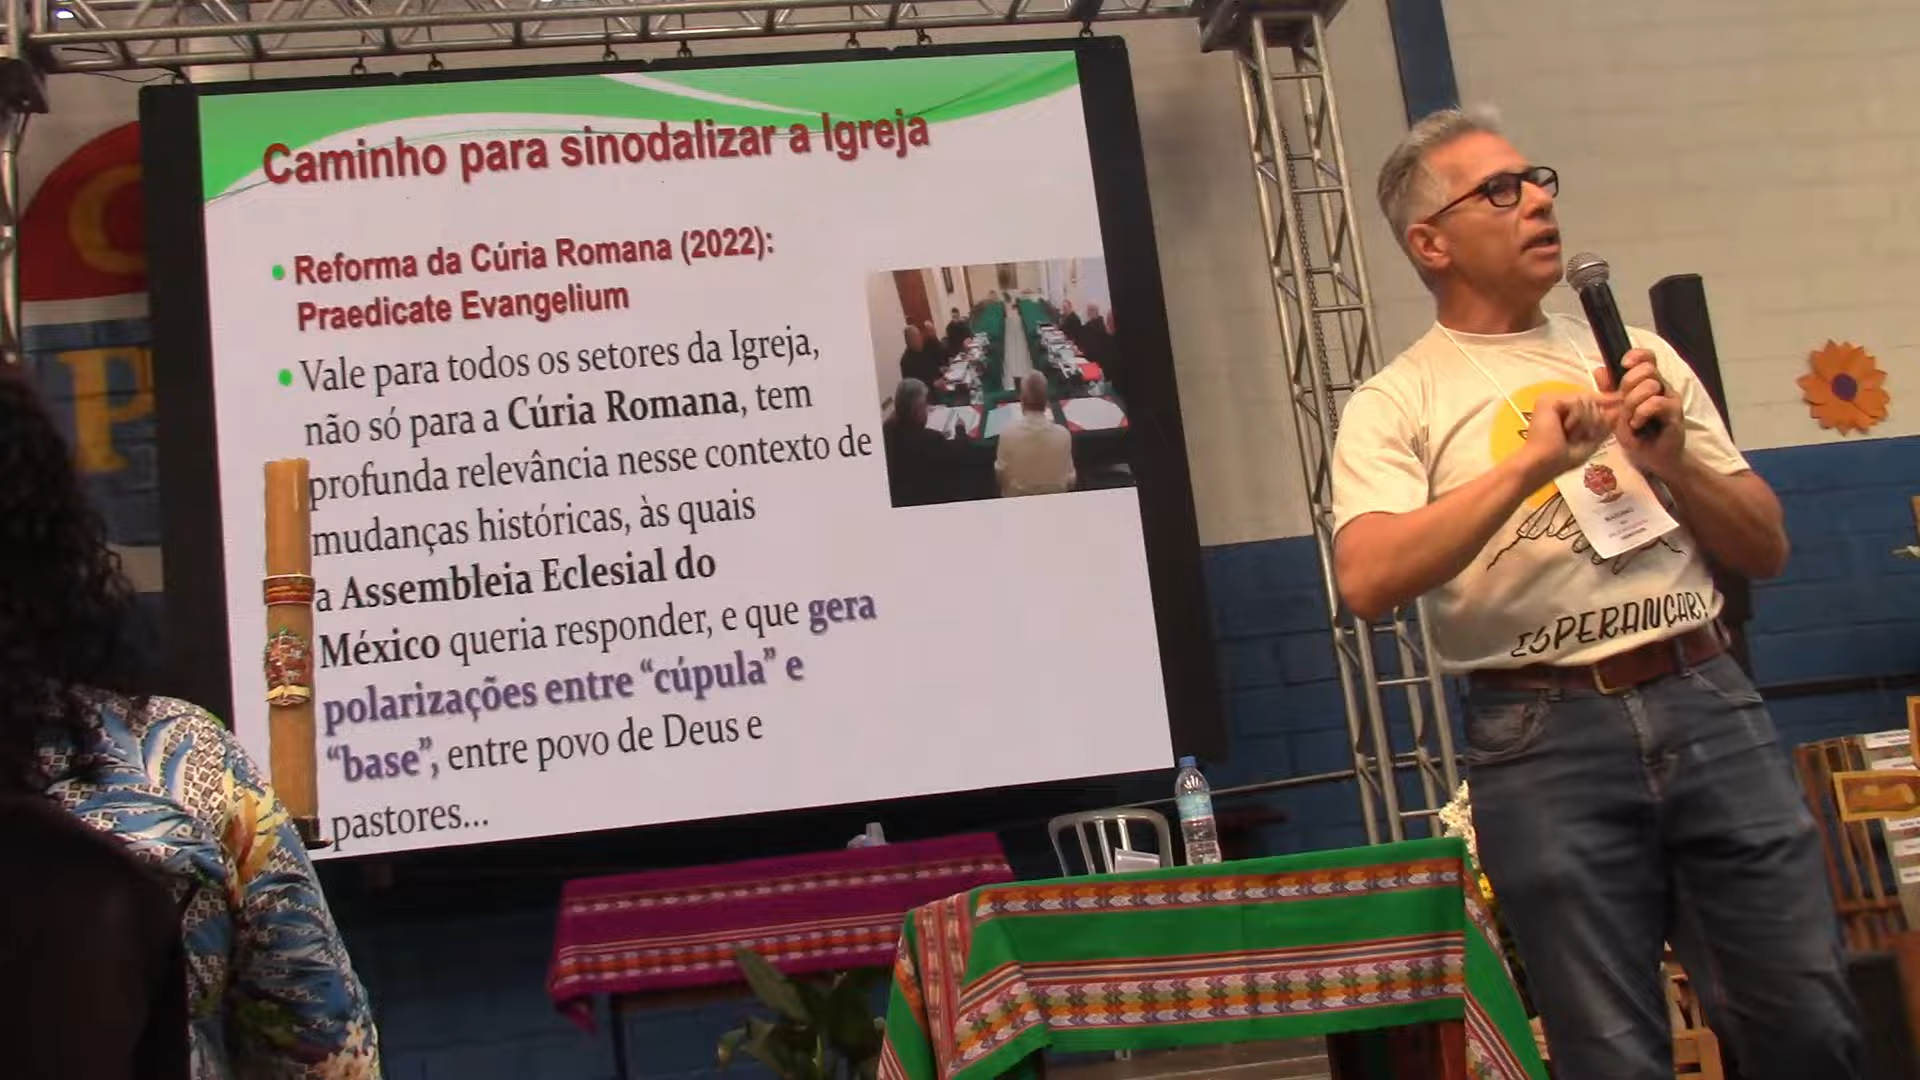 Caminho para sinodalizar a Igreja
• Reforma da Cúria Romana (2022):
Praedicate Evangelium
• Vale para todos os setores da Igreja,
não só para a Cúria Romana, tem
profunda relevância nesse contexto de
mudanças históricas, às quais
a Assembleia Eclesial do
México queria responder, e que gera
polarizações entre “cúpula” e
“base”, entre povo de Deus e
pastores...
ESPERANÇAR!